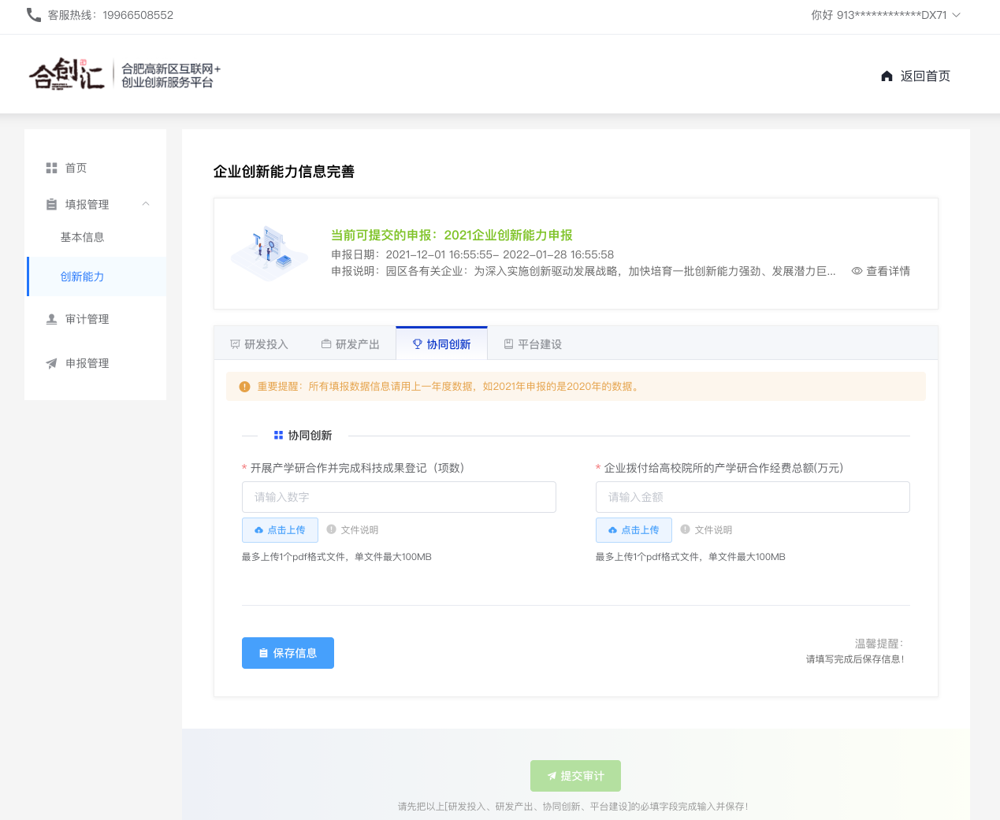 客服热线：19966508552
你好 913************DX71
合创汇
合肥高新区互联网+
创业创新服务平台
返回首页
首页
填报管理
基本信息
创新能力
审计管理
申报管理
企业创新能力信息完善
当前可提交的申报：2021企业创新能力申报
申报日期：2021-12-01 16:55:55- 2022-01-28 16:55:58
申报说明：园区各有关企业：为深入实施创新驱动发展战略，加快培育一批创新能力强劲、发展潜力巨... 查看详情
研发投入 研发产出 协同创新 平台建设
重要提醒：所有填报数据信息请用上一年度数据，如2021年申报的是2020年的数据。
协同创新
* 开展产学研合作并完成科技成果登记（项数）
请输入数字
点击上传 文件说明
最多上传1个pdf格式文件，单文件最大100MB
* 企业拨付给高校院所的产学研合作经费总额(万元)
请输入金额
点击上传 文件说明
最多上传1个pdf格式文件，单文件最大100MB
保存信息
温馨提醒：
请填写完成后保存信息！
提交审计
请先把以上[研发投入、研发产出、协同创新、平台建设]的必填字段完成输入并保存！